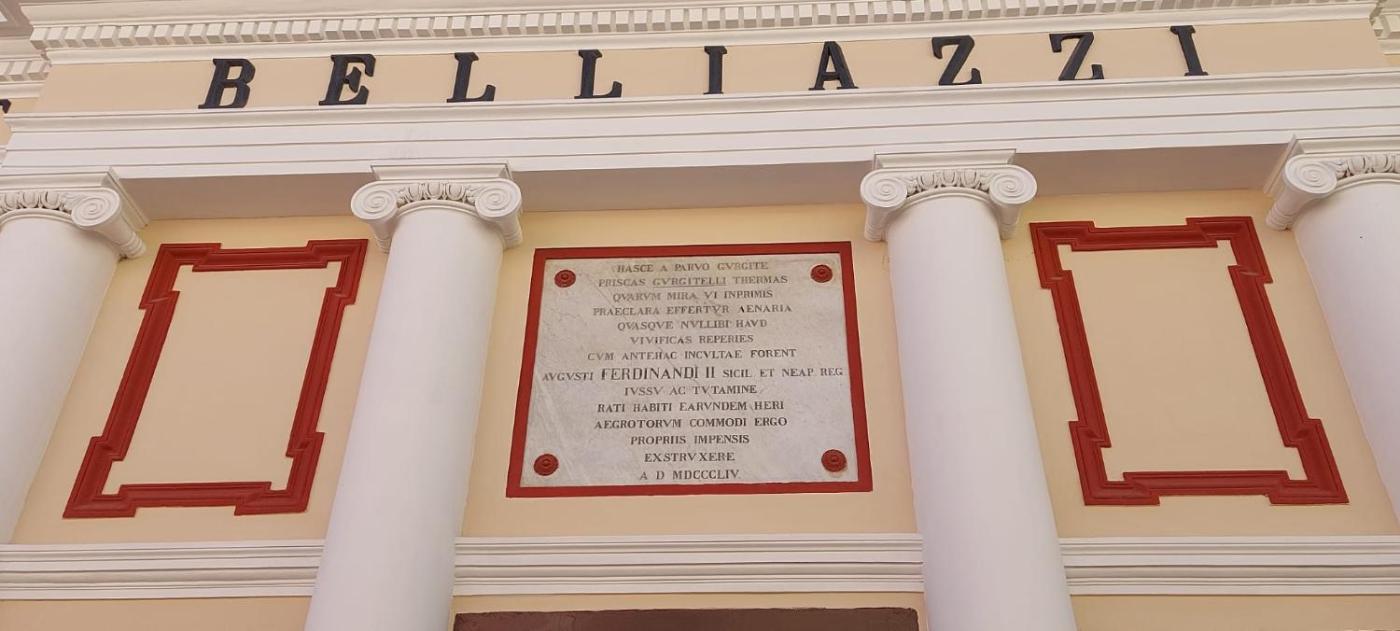 BELLIAZZI
HASCE A PARVO GVRGITE
PRISCAS GVRGITELLI THERMAS
QVARVM MIRA VI INPRIMIS
PRAECLARA EFFERTVR AENARIA
QVASQVE NVLLIBI HAVD
VIVIFICAS REPERIES
CVM ANTEHAC INCVLTAE FORENT
AVGVSTI FERDINANDI II SICIL ET NEAP REG
IVSSV AC TVTAMINE
RATI HABITI EARVNDEM HERI
AEGROTORVM COMMODI ERGO
PROPRIIS IMPENSIS
EXSTRVXERE
A D MDCCCLIV